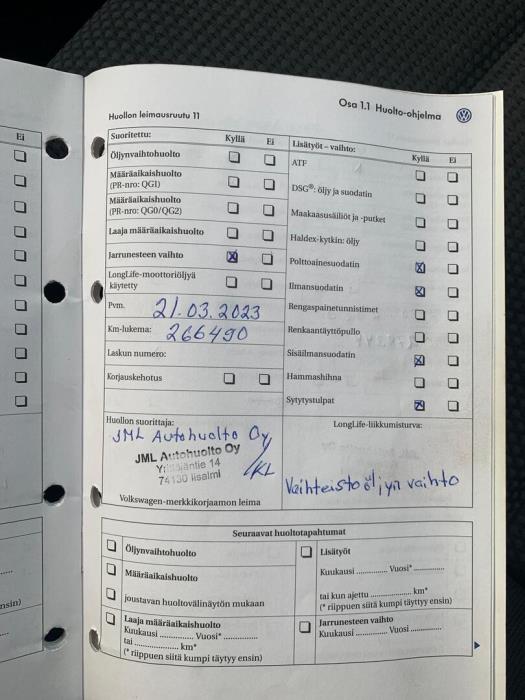 Osa 1.1 Huolto-ohjelma
Huollon leimausruutu 11
Ei
Suoritettu: Kyllä Ei
Öljynvaihtohuolto
Määräaikaishuolto
(PR-nro: QG1)
Määräaikaishuolto
(PR-nro: QG0/QG2)
Laaja määräaikaishuolto
Jarrunesteen vaihto
LongLife-moottoriöljyä
käytetty
Pvm. 21.03.2023
Km-lukema: 266490
Laskun numero:
Korjauskehotus
Lisätyöt – vaihto: Kyllä Ei
ATF
DSG®: öljy ja suodatin
Maakaasusäiliöt ja -putket
Haldex-kytkin: öljy
Polttoainesuodatin
Ilmansuodatin
Rengaspainetunnistimet
Renkaantäyttöpullo
Sisäilmansuodatin
Hammashihna
Sytytystulpat
Huollon suorittaja:
JML Autohuolto Oy
JML Autohuolto Oy
14
74130 Iisalmi
Volkswagen-merkkikorjaamon leima
LongLife-liikkumisturva:
Vaihteistoöljyn vaihto
Seuraavat huoltotapahtumat
Öljynvaihtohuolto
Määräaikaishuolto
joustavan huoltovälinäytön mukaan
Laaja määräaikaishuolto
Kuukausi .............. Vuosi* ..............
tai .................. km*
(* riippuen siitä kumpi täytyy ensin)
Lisätyöt
Kuukausi ............. Vuosi* .............
tai kun ajettu ................. km*
(* riippuen siitä kumpi täytyy ensin)
Jarrunesteen vaihto
Kuukausi ............. Vuosi .............
nsin)